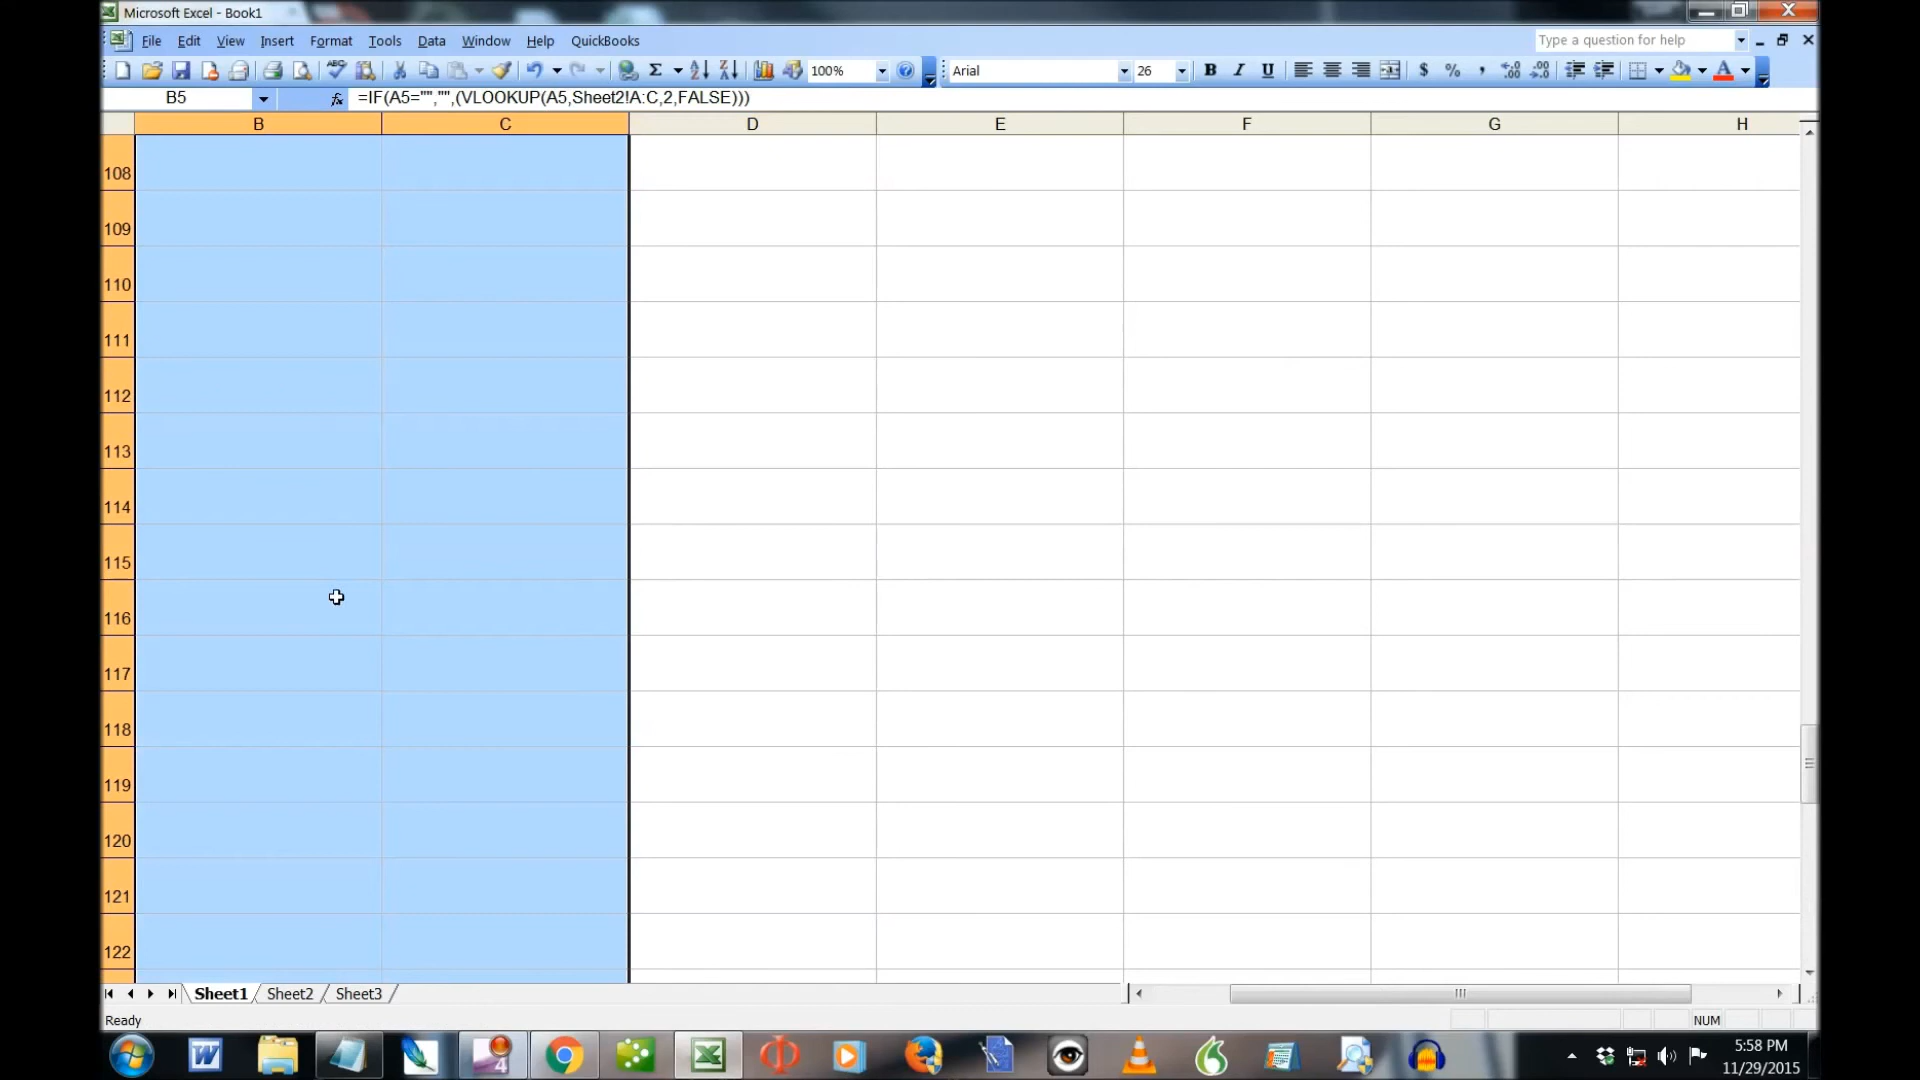 Microsoft Excel - Book1
File Edit View Insert Format Tools Data Window Help QuickBooks Type a question for help
100% Arial 26 B I U $ % ,
B5 fx =IF(A5="","",(VLOOKUP(A5,Sheet2!A:C,2,FALSE)))
B C D E F G H
108
109
110
111
112
113
114
115
116
117
118
119
120
121
122
Sheet1 Sheet2 Sheet3
Ready NUM
5:58 PM
11/29/2015